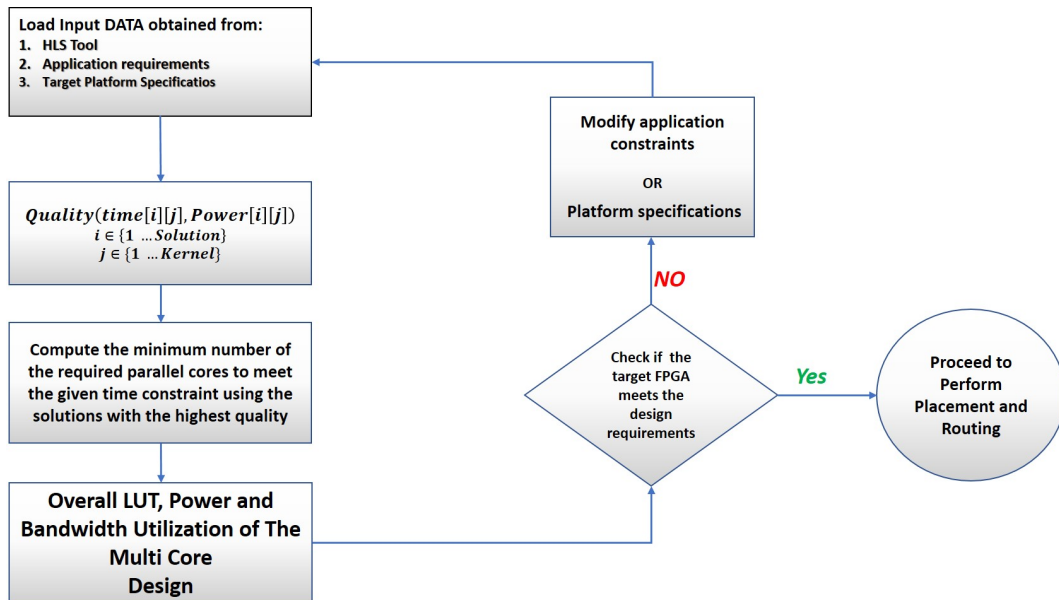 Load Input DATA obtained from:
1. HLS Tool
2. Application requirements
3. Target Platform Specificatios
Quality(time[i][j], Power[i][j])
i ∈ {1 ...Solution}
j ∈ {1 ...Kernel}
Compute the minimum number of
the required parallel cores to meet
the given time constraint using the
solutions with the highest quality
Overall LUT, Power and
Bandwidth Utilization of The
Multi Core
Design
Modify application
constraints
OR
Platform specifications
NO
Check if the
target FPGA
meets the
design
requirements
Yes
Proceed to
Perform
Placement and
Routing